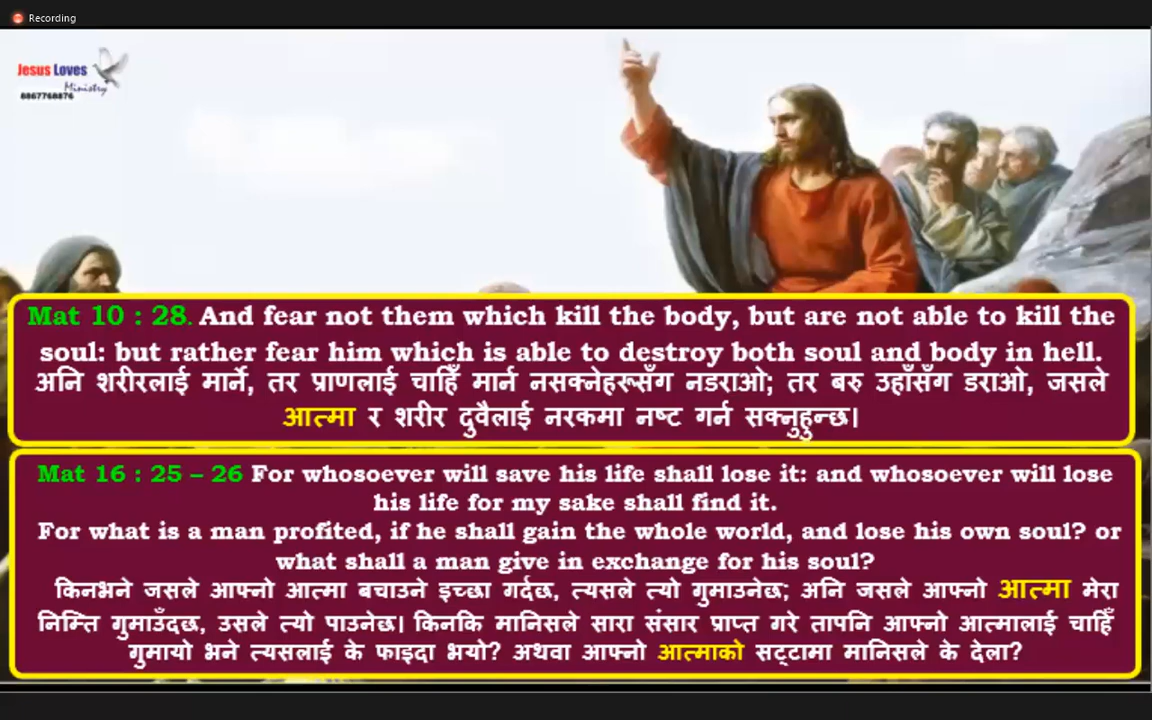 Recording
Jesus Loves
Ministry
8867768876
Mat 10 : 28. And fear not them which kill the body, but are not able to kill the
soul: but rather fear him which is able to destroy both soul and body in hell.
अनि शरीरलाई मार्ने, तर प्राणलाई चाहिँ मार्न नसक्नेहरूसँग नडराओ; तर बरु उहाँसँग डराओ, जसले
आत्मा र शरीर दुवैलाई नरकमा नष्ट गर्न सक्नुहुन्छ।
Mat 16 : 25 – 26 For whosoever will save his life shall lose it: and whosoever will lose
his life for my sake shall find it.
For what is a man profited, if he shall gain the whole world, and lose his own soul? or
what shall a man give in exchange for his soul?
किनभने जसले आफ्नो आत्मा बचाउने इच्छा गर्दछ, त्यसले त्यो गुमाउनेछ; अनि जसले आफ्नो आत्मा मेरा
निम्ति गुमाउँदछ, उसले त्यो पाउनेछ। किनकि मानिसले सारा संसार प्राप्त गरे तापनि आफ्नो आत्मालाई चाहिँ
गुमायो भने त्यसलाई के फाइदा भयो? अथवा आफ्नो आत्माको सट्टामा मानिसले के देला?